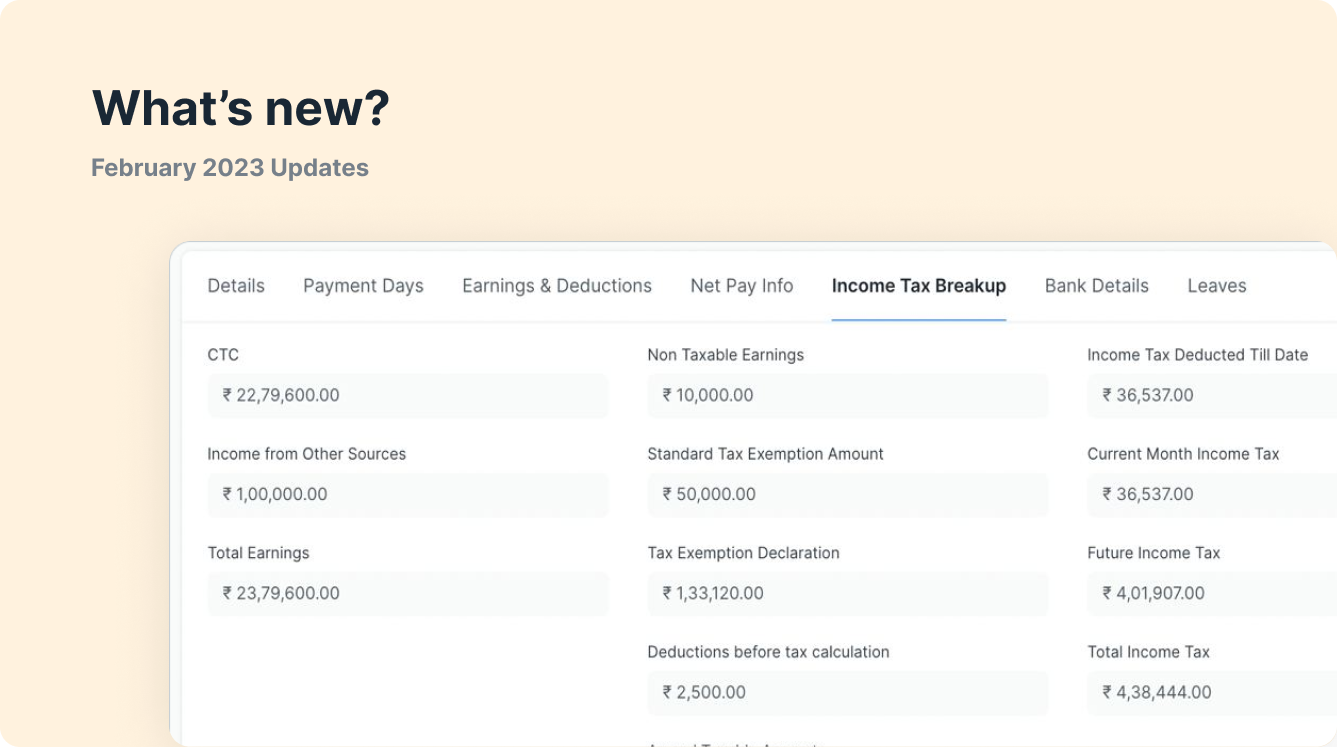 What's new?
February 2023 Updates
Details Payment Days Earnings & Deductions Net Pay Info Income Tax Breakup Bank Details Leaves
CTC Non Taxable Earnings Income Tax Deducted Till Date
₹ 22,79,600.00 ₹ 10,000.00 ₹ 36,537.00
Income from Other Sources Standard Tax Exemption Amount Current Month Income Tax
₹ 1,00,000.00 ₹ 50,000.00 ₹ 36,537.00
Total Earnings Tax Exemption Declaration Future Income Tax
₹ 23,79,600.00 ₹ 1,33,120.00 ₹ 4,01,907.00
Deductions before tax calculation Total Income Tax
₹ 2,500.00 ₹ 4,38,444.00